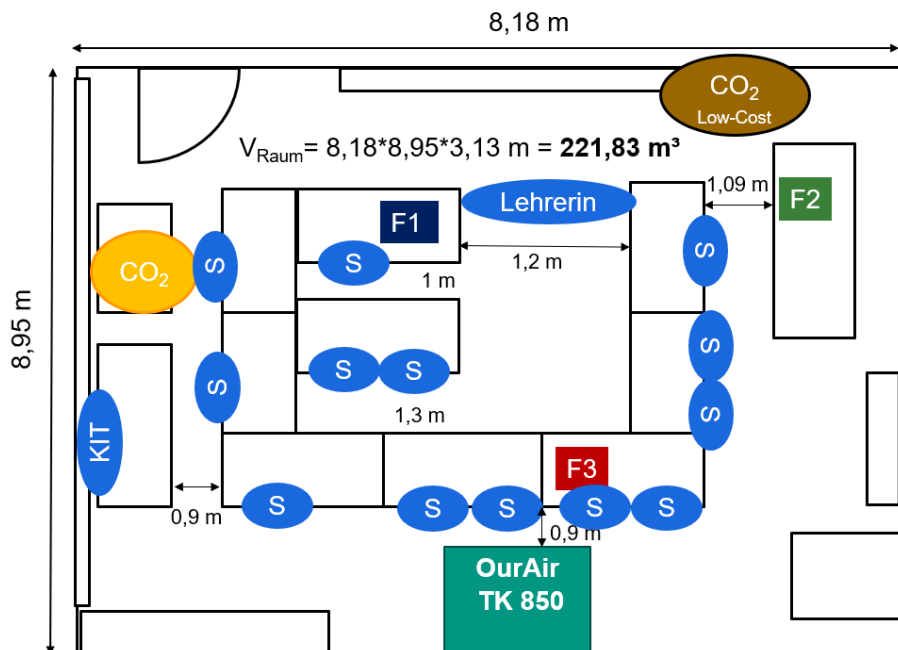 8,18 m
CO₂
Low-Cost
V_Raum= 8,18*8,95*3,13 m = 221,83 m³
1,09 m
F2
Lehrerin
F1
S
S
S
CO₂
1,2 m
1 m
8,95 m
S
S
S
S
S
1,3 m
KIT
F3
S
S
S
S
S
0,9 m
0,9 m
OurAir
TK 850